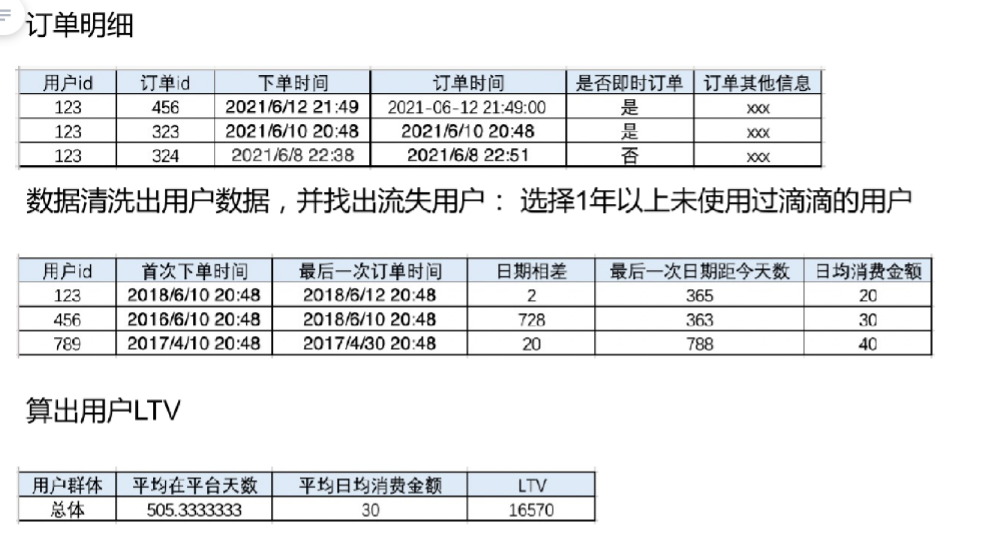 订单明细
用户id 订单id 下单时间 订单时间 是否即时订单 订单其他信息
123 456 2021/6/12 21:49 2021-06-12 21:49:00 是 xxx
123 323 2021/6/10 20:48 2021/6/10 20:48 是 xxx
123 324 2021/6/8 22:38 2021/6/8 22:51 否 xxx
数据清洗出用户数据，并找出流失用户： 选择1年以上未使用过滴滴的用户
用户id 首次下单时间 最后一次订单时间 日期相差 最后一次日期距今天数 日均消费金额
123 2018/6/10 20:48 2018/6/12 20:48 2 365 20
456 2016/6/10 20:48 2018/6/10 20:48 728 363 30
789 2017/4/10 20:48 2017/4/30 20:48 20 788 40
算出用户LTV
用户群体 平均在平台天数 平均日均消费金额 LTV
总体 505.3333333 30 16570